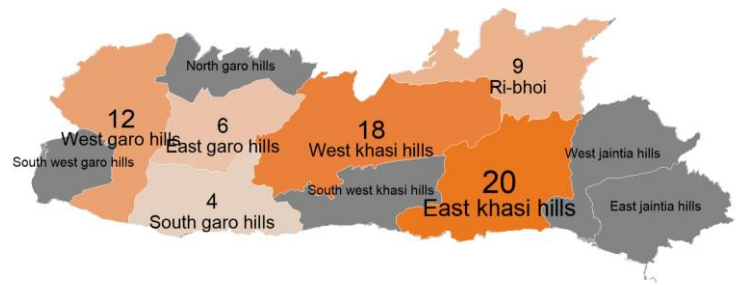 North garo hills
9
Ri-bhoi
12
West garo hills
6
East garo hills
18
West khasi hills
West jaintia hills
South west garo hills
South west khasi hills
20
East khasi hills
4
South garo hills
East jaintia hills